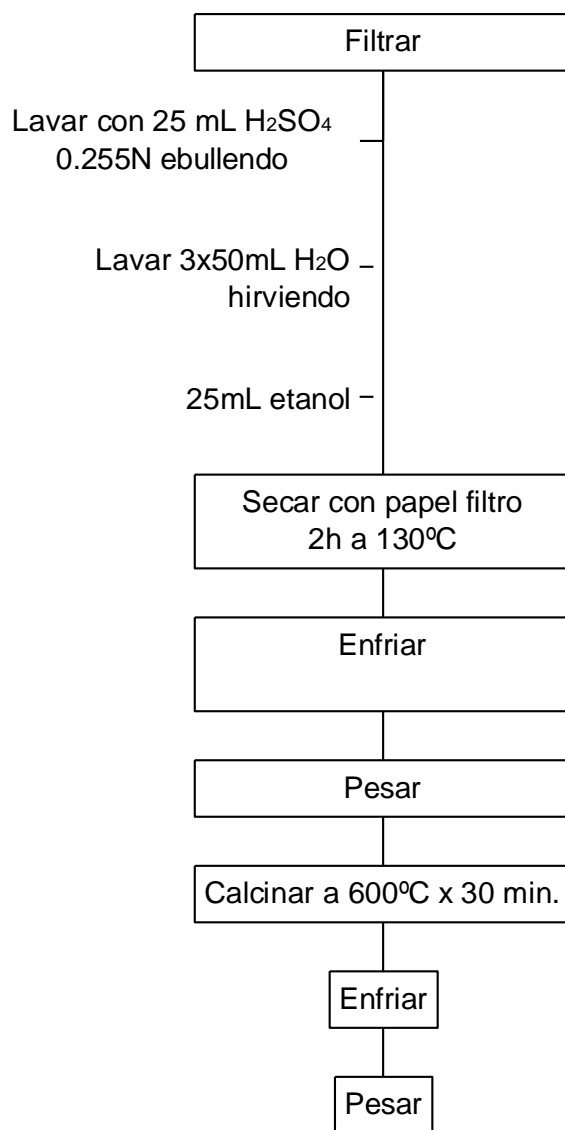 Filtrar
Lavar con 25 mL H₂SO₄
0.255N ebullendo
Lavar 3x50mL H₂O
hirviendo
25mL etanol
Secar con papel filtro
2h a 130ºC
Enfriar
Pesar
Calcinar a 600ºC x 30 min.
Enfriar
Pesar